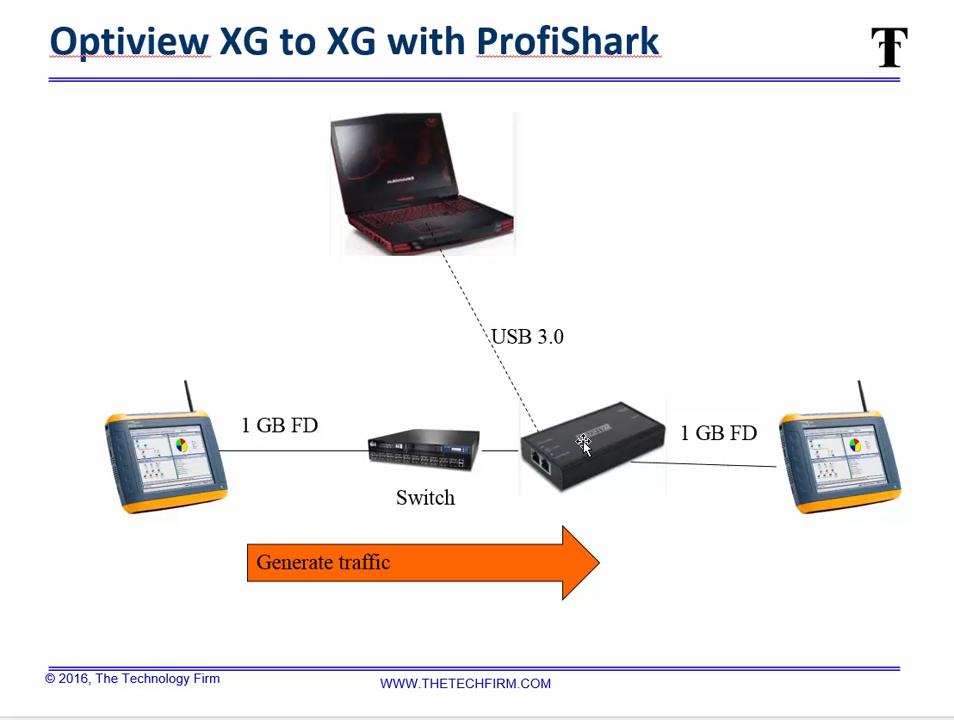 Optiview XG to XG with ProfiShark
USB 3.0
1 GB FD
1 GB FD
Switch
Generate traffic
© 2016, The Technology Firm
WWW.THETECHFIRM.COM